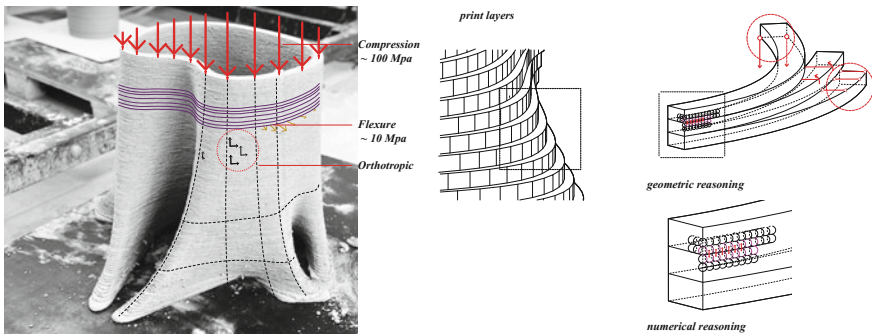 Compression
~ 100 Mpa
Flexure
~ 10 Mpa
Orthotropic
print layers
geometric reasoning
numerical reasoning